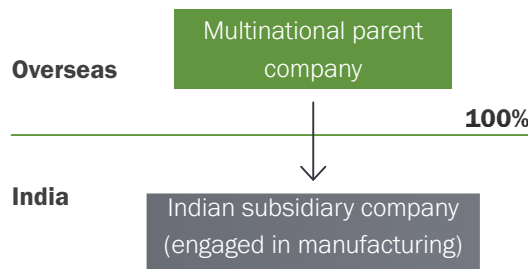 Multinational parent
company
Overseas
100%
India
Indian subsidiary company
(engaged in manufacturing)